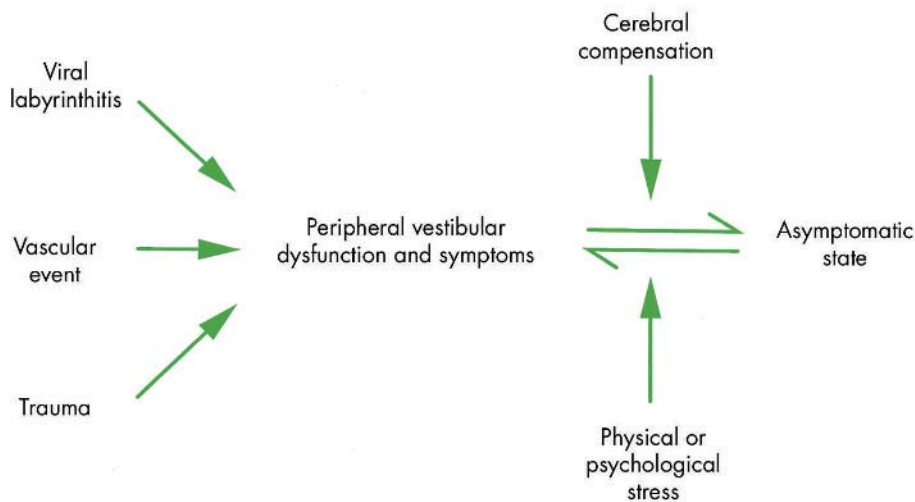 Cerebral
compensation
Viral
labyrinthitis
Peripheral vestibular
dysfunction and symptoms
Asymptomatic
state
Vascular
event
Trauma
Physical or
psychological
stress